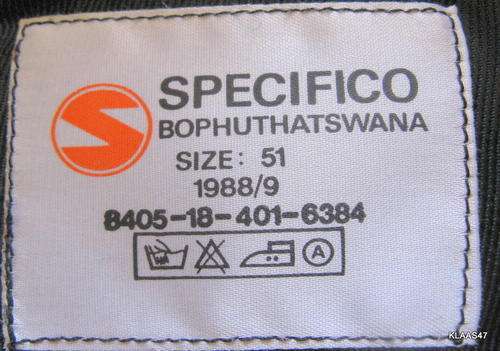 SPECIFICO
BOPHUTHATSWANA
SIZE: 51
1988/9
8405-18-401-6384
A
KLAAS47